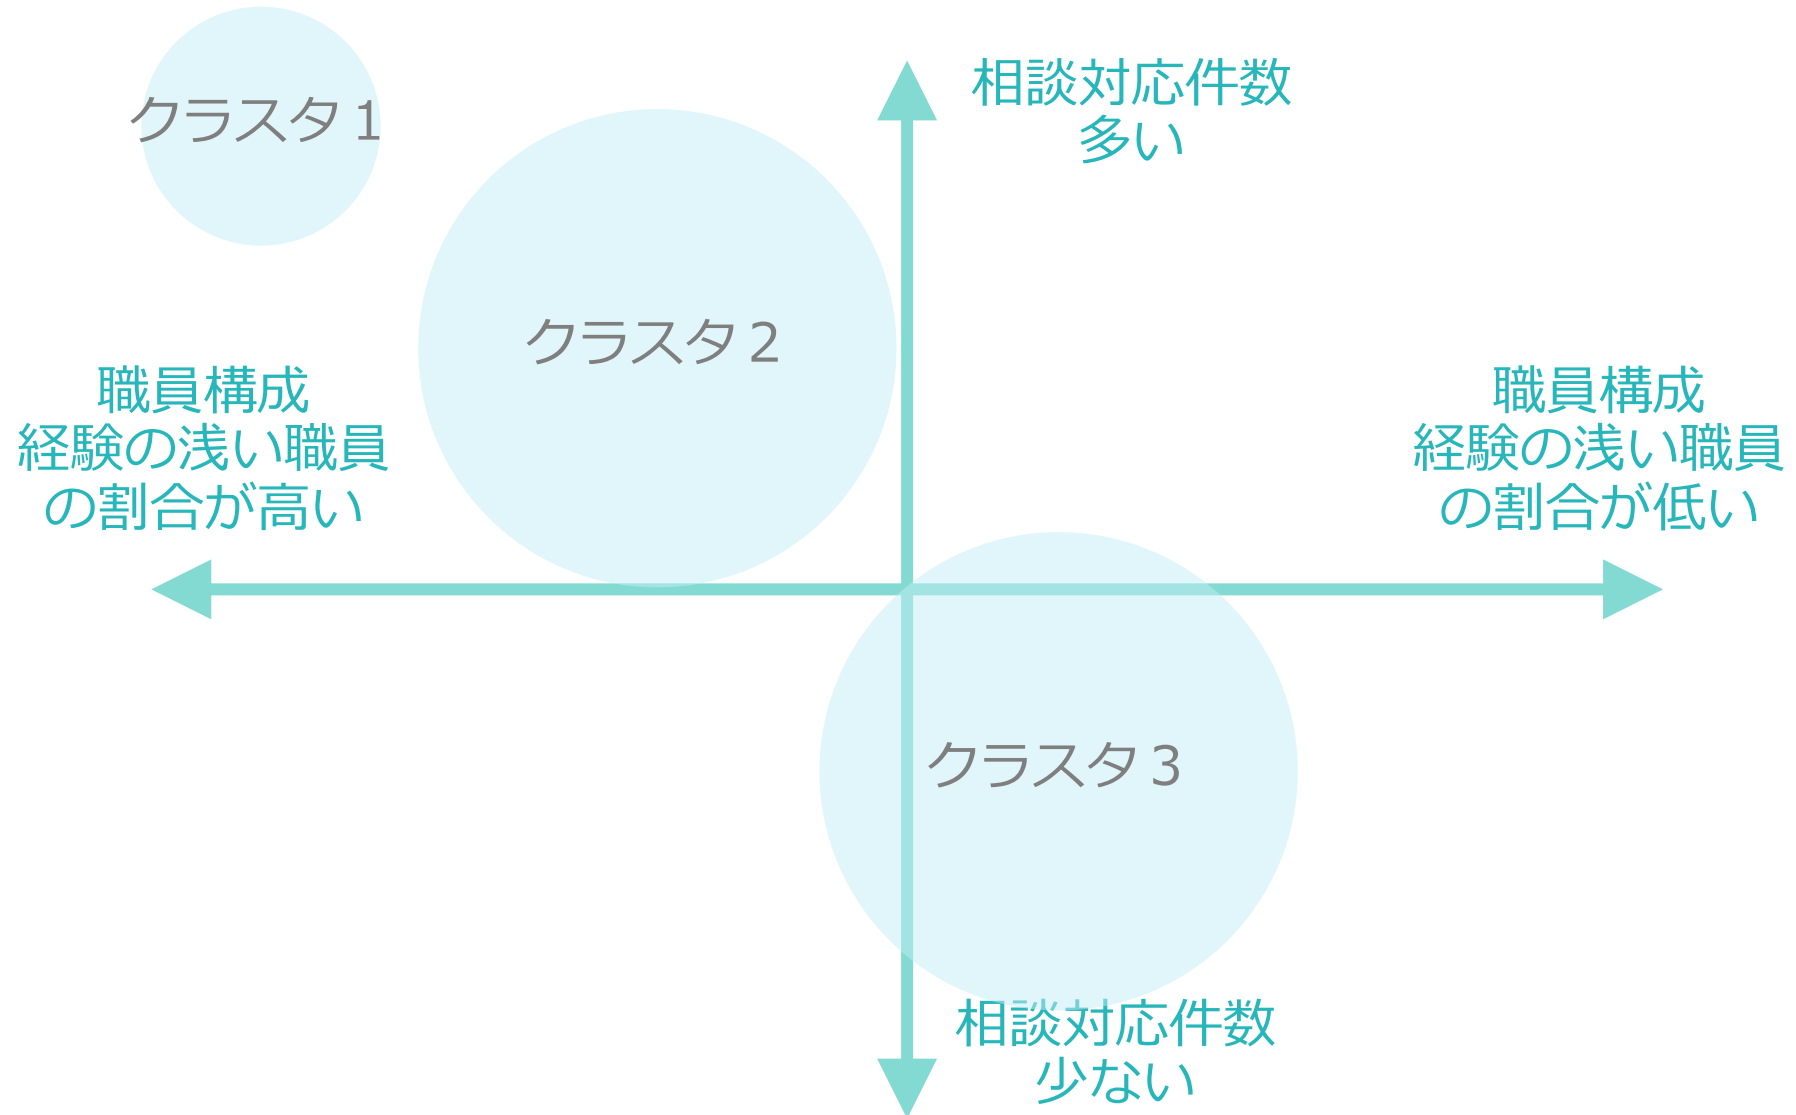 クラスタ1
相談対応件数
多い
クラスタ2
職員構成
経験の浅い職員
の割合が高い
職員構成
経験の浅い職員
の割合が低い
クラスタ3
相談対応件数
少ない